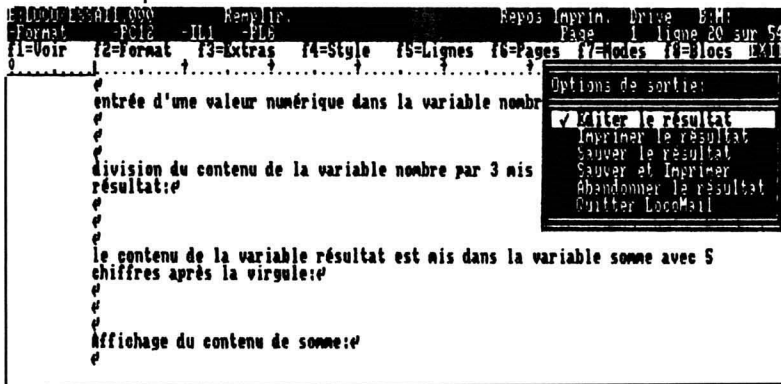 Remplir. Repos Imprim. Drive B:M:
-Format -PC12 -IL1 -PL6 Page 1 ligne 20 sur 54
f1=Voir f2=Format f3=Extras f4=Style f5=Lignes f6=Pages f7=Modes f8=Blocs EXIT
entrée d'une valeur numérique dans la variable nombr
Options de sortie:
✓ Editer le résultat
Imprimer le résultat
Sauver le résultat
Sauver et Imprimer
Abandonner le résultat
Quitter LocoMail
division du contenu de la variable nombre par 3 mis
résultat:
le contenu de la variable résultat est mis dans la variable somme avec 5
chiffres après la virgule:
Affichage du contenu de somme: